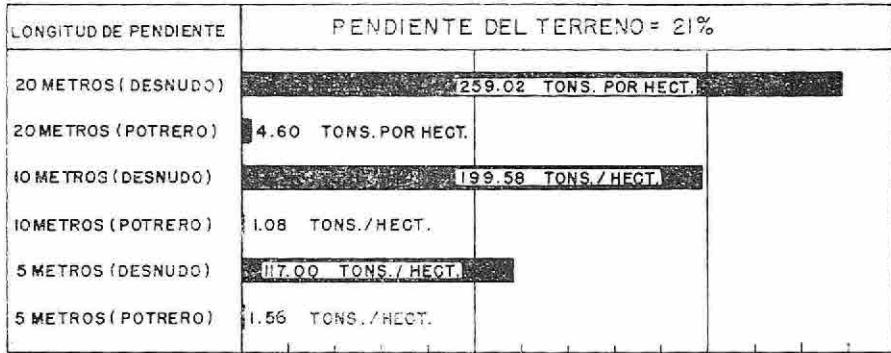 LONGITUD DE PENDIENTE
PENDIENTE DEL TERRENO = 21%
20 METROS (DESNUDO)
259.02 TONS. POR HECT.
20 METROS (POTRERO)
4.60 TONS. POR HECT.
10 METROS (DESNUDO)
199.58 TONS./HECT.
10 METROS (POTRERO)
1.08 TONS./HECT.
5 METROS (DESNUDO)
117.00 TONS./HECT.
5 METROS (POTRERO)
1.56 TONS./HECT.